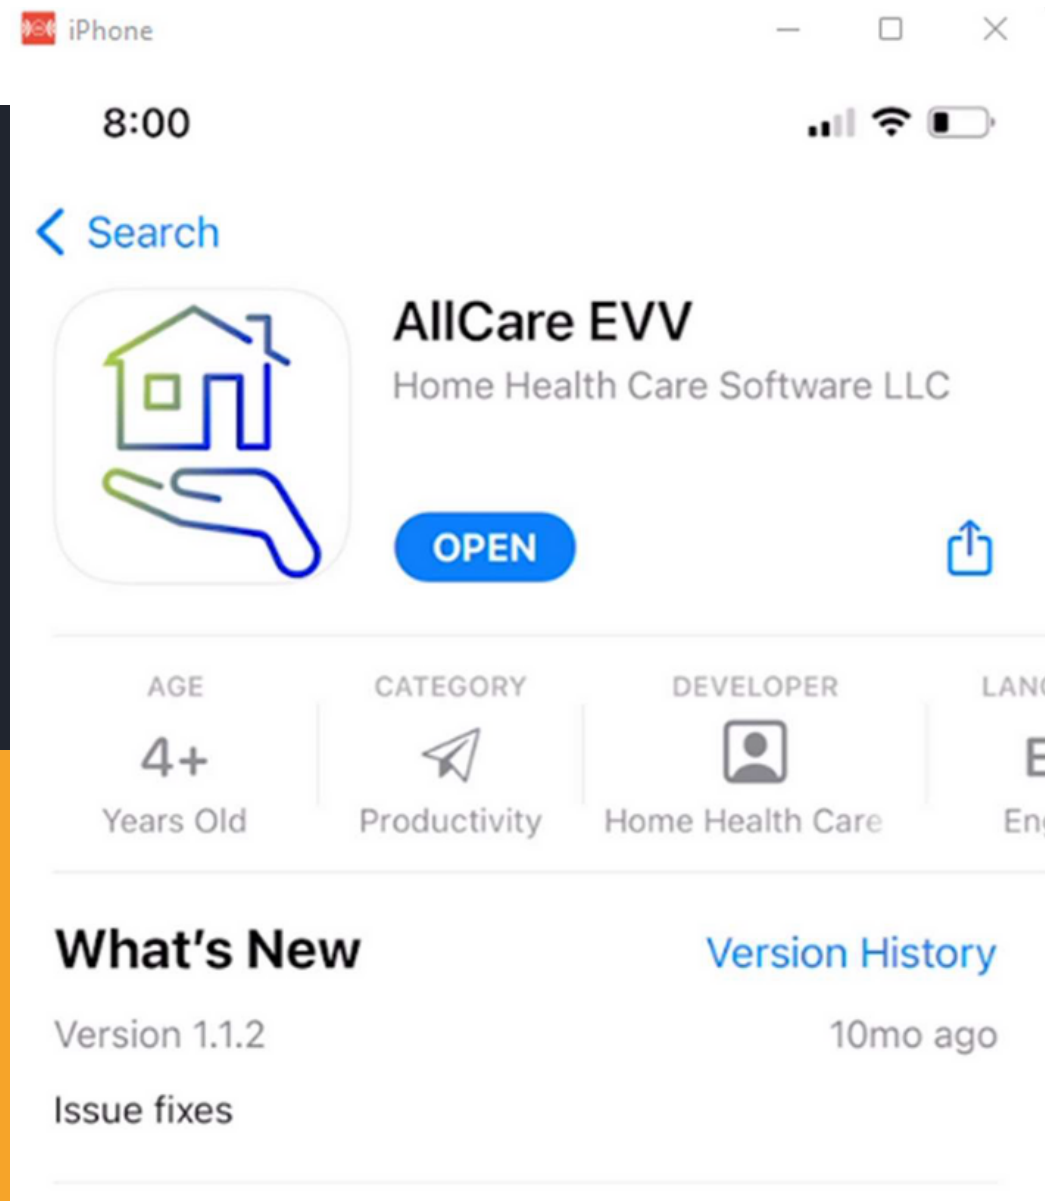 iPhone
8:00
Search
AllCare EVV
Home Health Care Software LLC
OPEN
AGE
CATEGORY
DEVELOPER
4+
Years Old
Productivity
Home Health Care
What's New
Version History
Version 1.1.2
10mo ago
Issue fixes